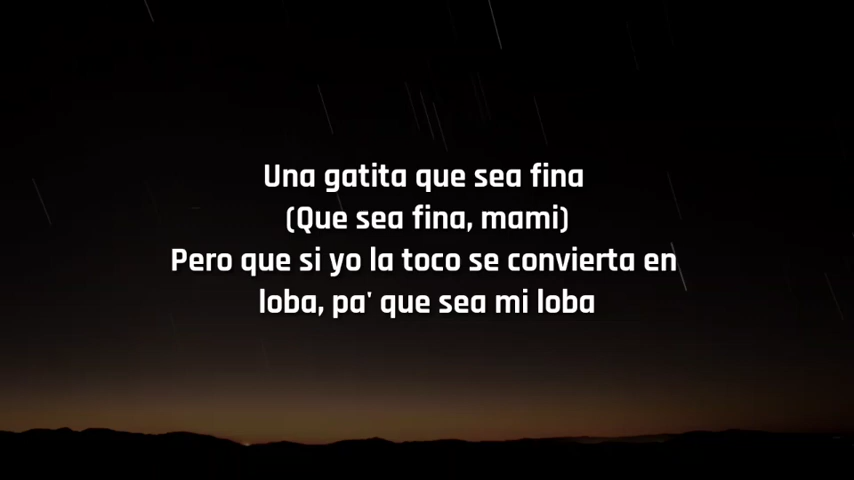 Una gatita que sea fina
(Que sea fina, mami)
Pero que si yo la toco se convierta en
loba, pa' que sea mi loba